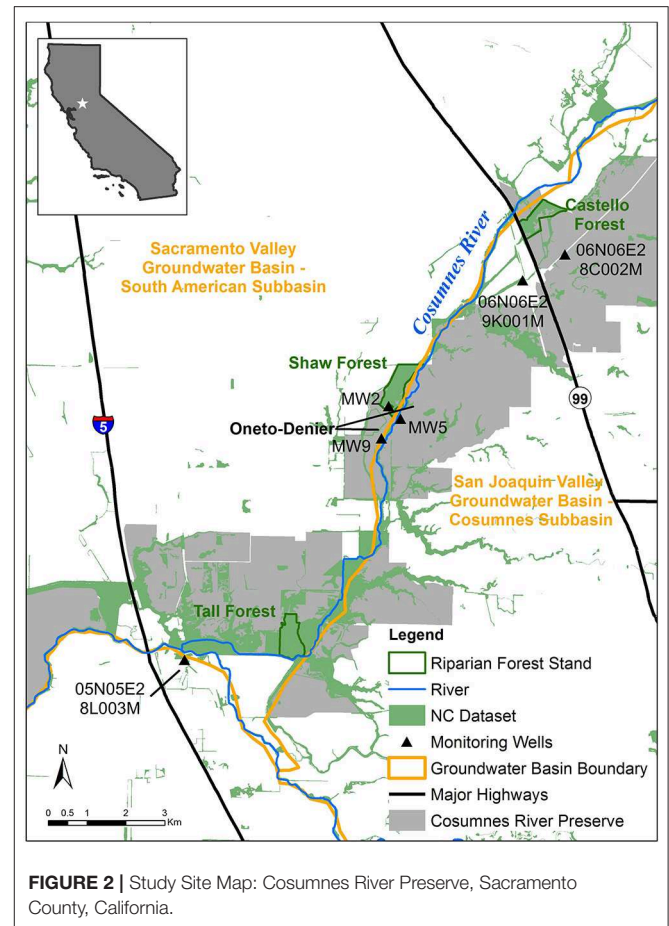 Sacramento Valley
Groundwater Basin -
South American Subbasin
Cosumnes River
Castello
Forest
06N06E2
8C002M
06N06E2
9K001M
99
5
Shaw Forest
MW2
Oneto-Denier
MW5
MW9
San Joaquin Valley
Groundwater Basin -
Cosumnes Subbasin
Tall Forest
05N05E2
8L003M
N
0 0.5 1 2 3
Km
Legend
Riparian Forest Stand
River
NC Dataset
Monitoring Wells
Groundwater Basin Boundary
Major Highways
Cosumnes River Preserve
FIGURE 2 | Study Site Map: Cosumnes River Preserve, Sacramento
County, California.